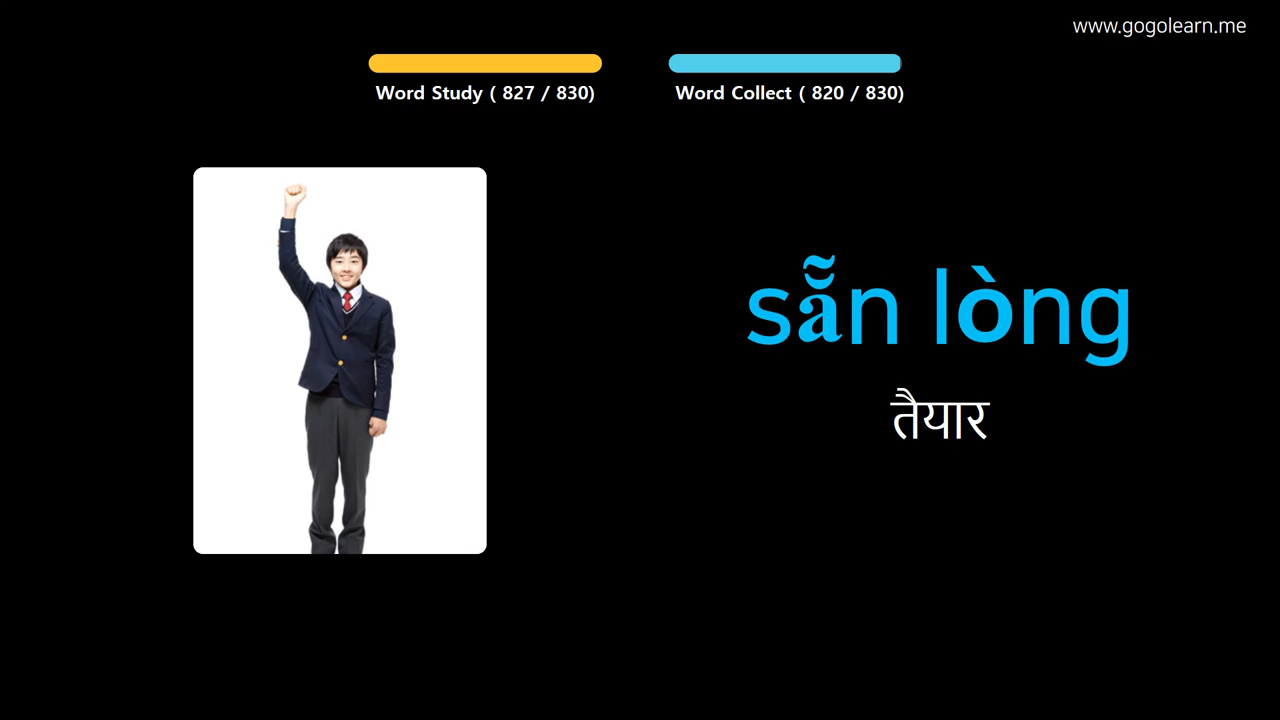 www.gogolearn.me
Word Study ( 827 / 830)
Word Collect ( 820 / 830)
sẵn lòng
तैयार